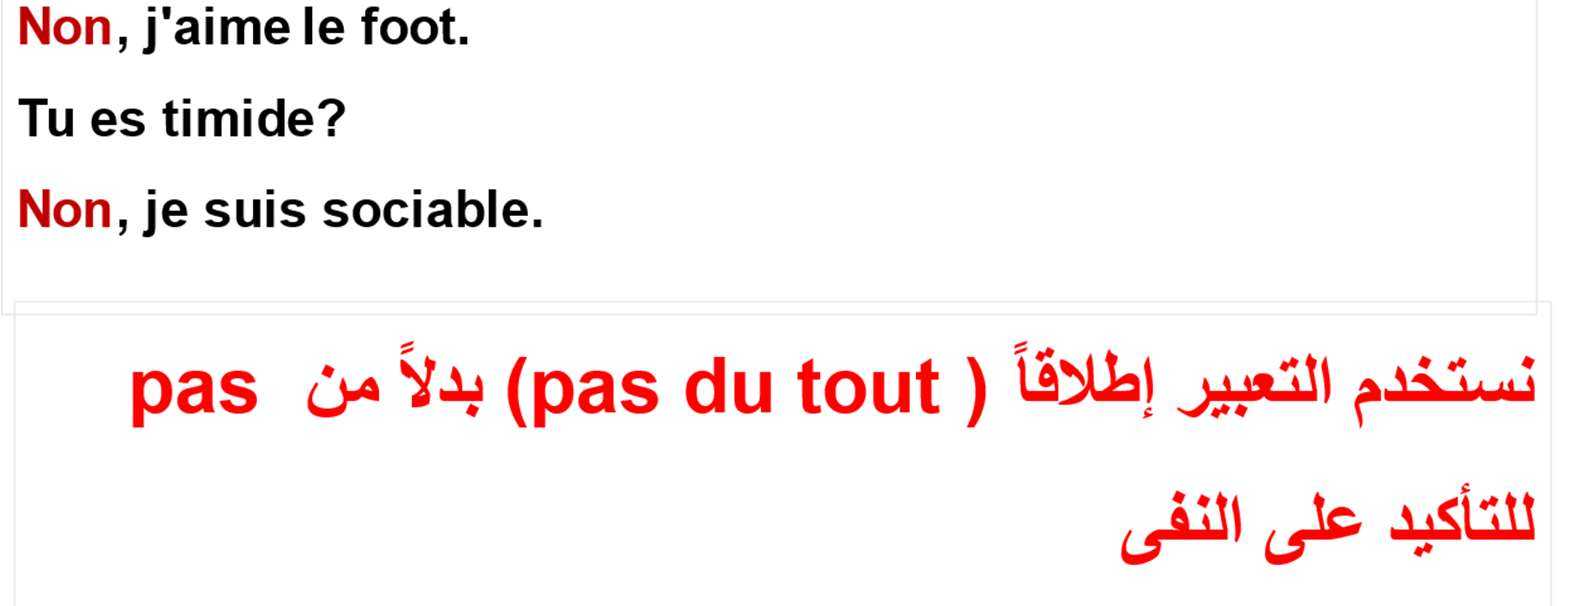 Non, j'aime le foot.
Tu es timide?
Non, je suis sociable.
نستخدم التعبير إطلاقاً ( pas du tout) بدلاً من pas
للتأكيد على النفى